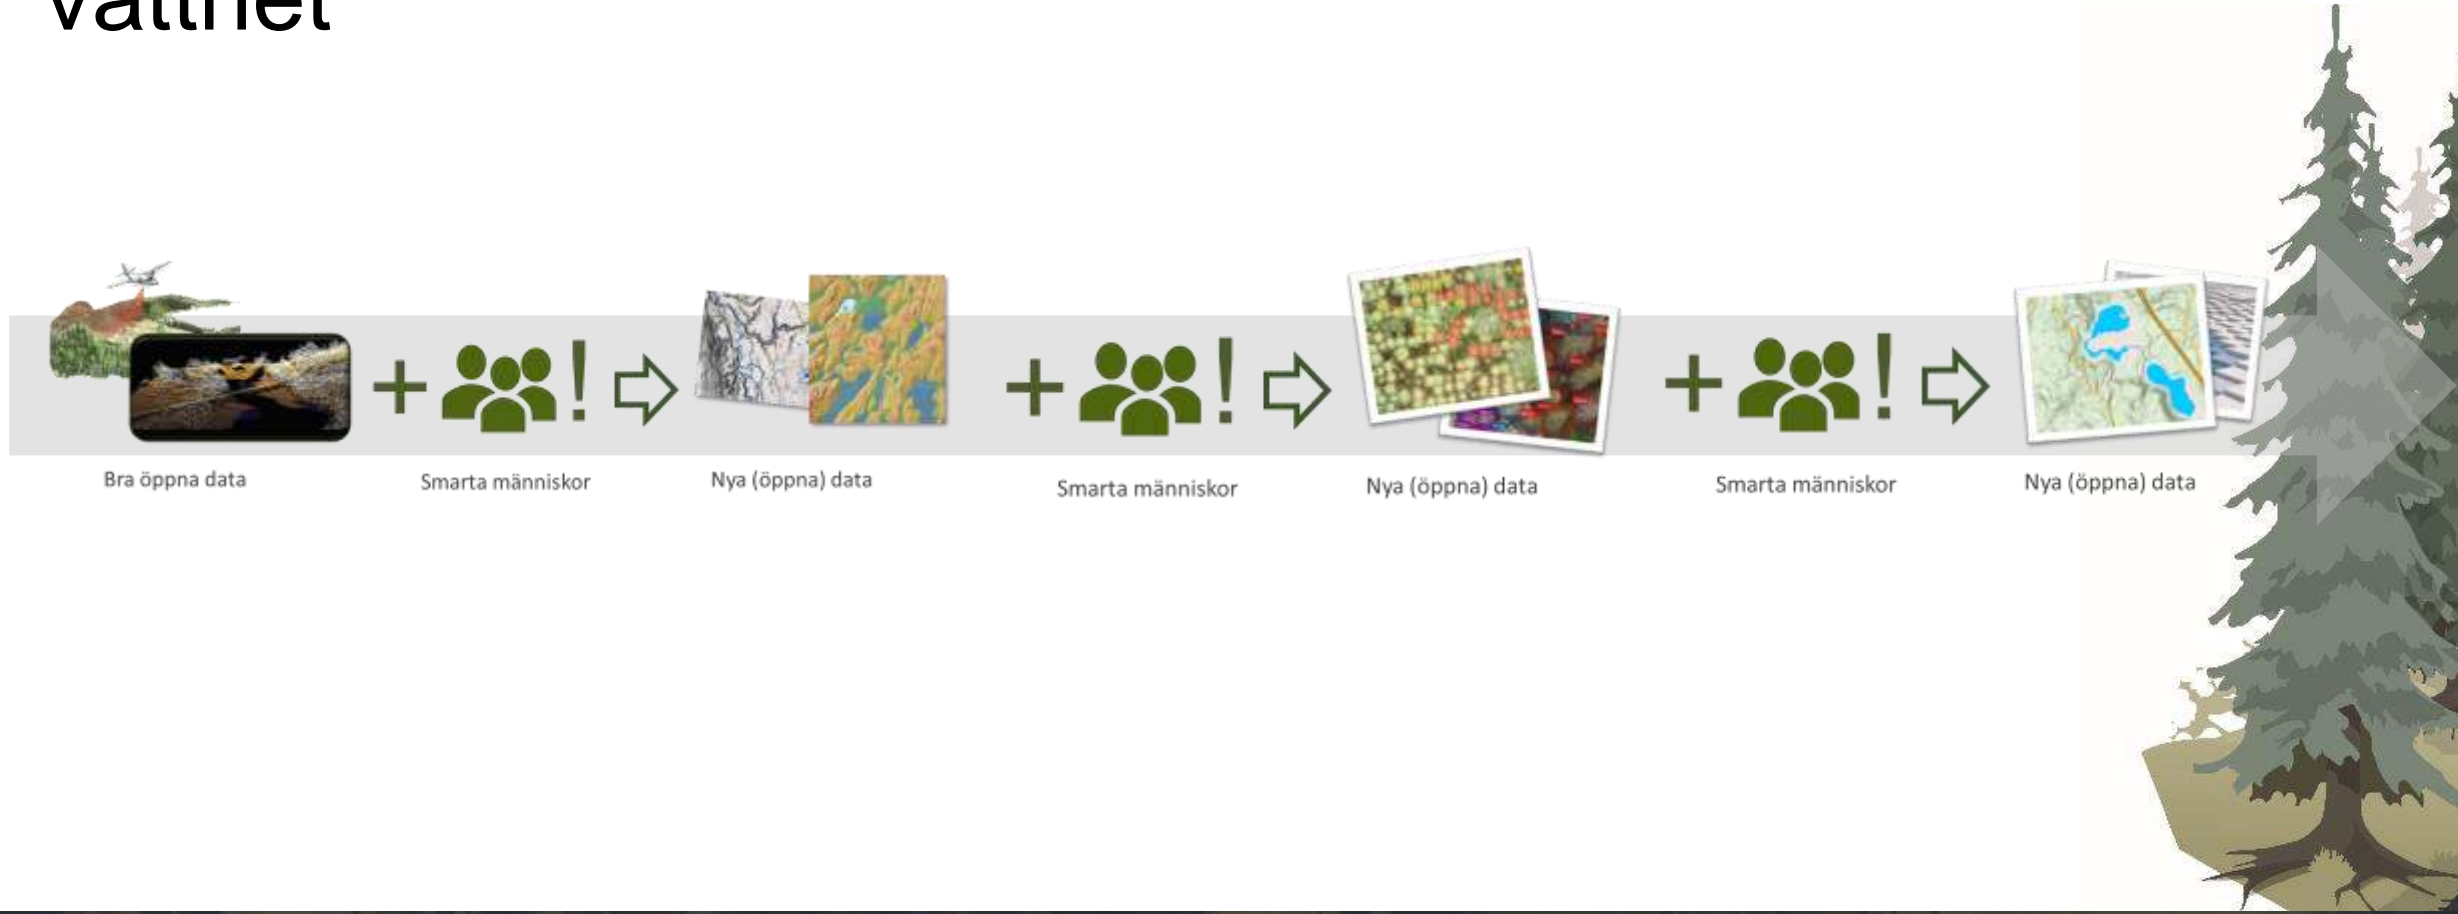 Bra öppna data
Smarta människor
Nya (öppna) data
Smarta människor
Nya (öppna) data
Smarta människor
Nya (öppna) data